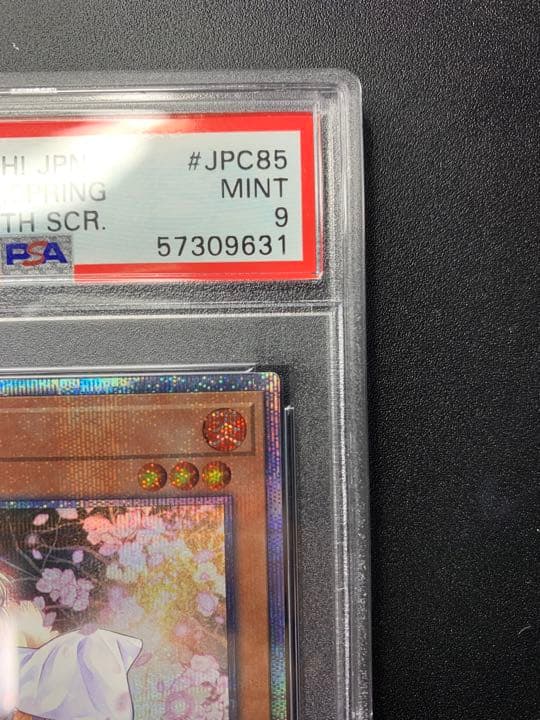 H! JPN #JPC85
SPRING MINT
TH SCR. 9
PSA 57309631